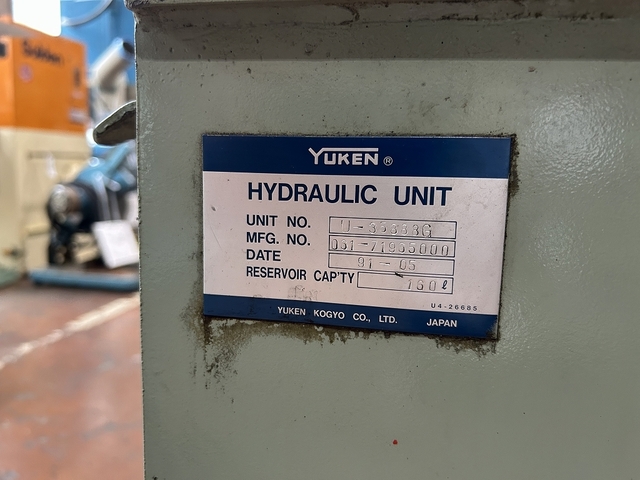 YUKEN ®
HYDRAULIC UNIT
UNIT NO.
MFG. NO.
DATE 91-05
RESERVOIR CAP'TY 160 ℓ
U4-26685
YUKEN KOGYO CO., LTD. JAPAN